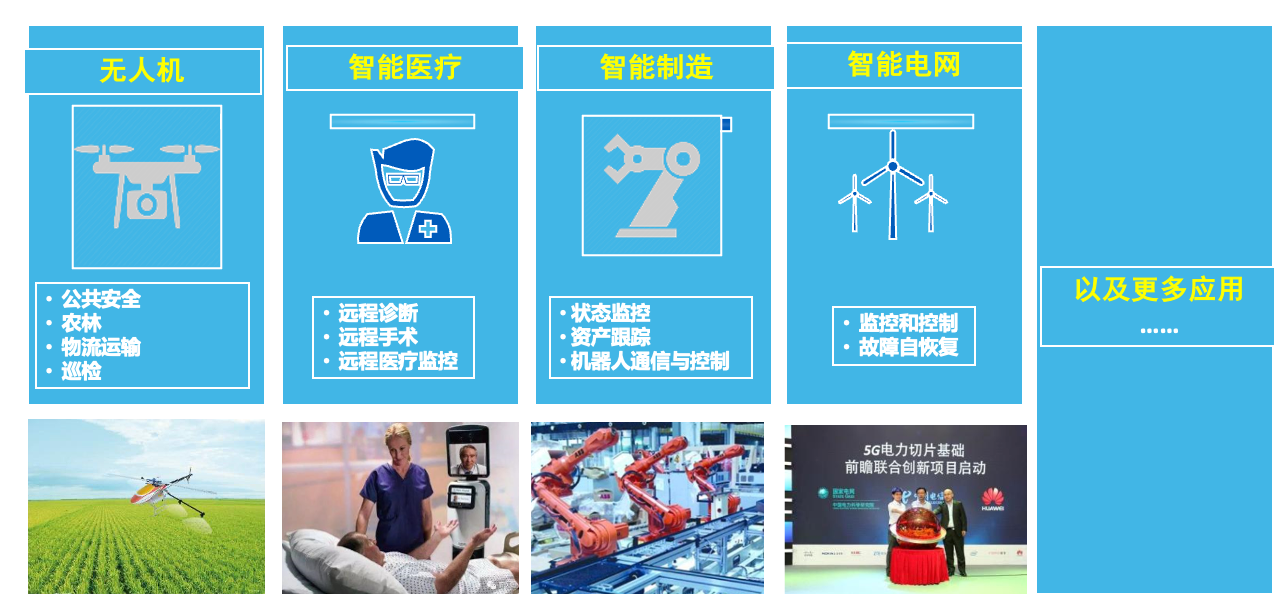 无人机
公共安全
农林
物流运输
巡检
智能医疗
远程诊断
远程手术
远程医疗监控
智能制造
状态监控
资产跟踪
机器人通信与控制
智能电网
监控和控制
故障自恢复
以及更多应用
......
5G电力切片基础
前瞻联合创新项目启动
国家电网
HUAWEI